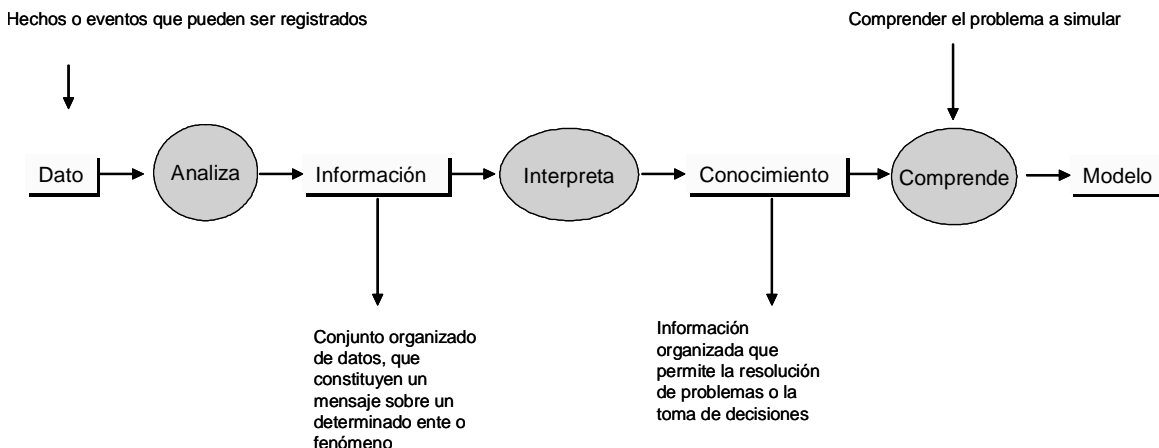 Hechos o eventos que pueden ser registrados
Comprender el problema a simular
Dato
Analiza
Información
Interpreta
Conocimiento
Comprende
Modelo
Conjunto organizado
de datos, que
constituyen un
mensaje sobre un
determinado ente o
fenómeno
Información
organizada que
permite la resolución
de problemas o la
toma de decisiones